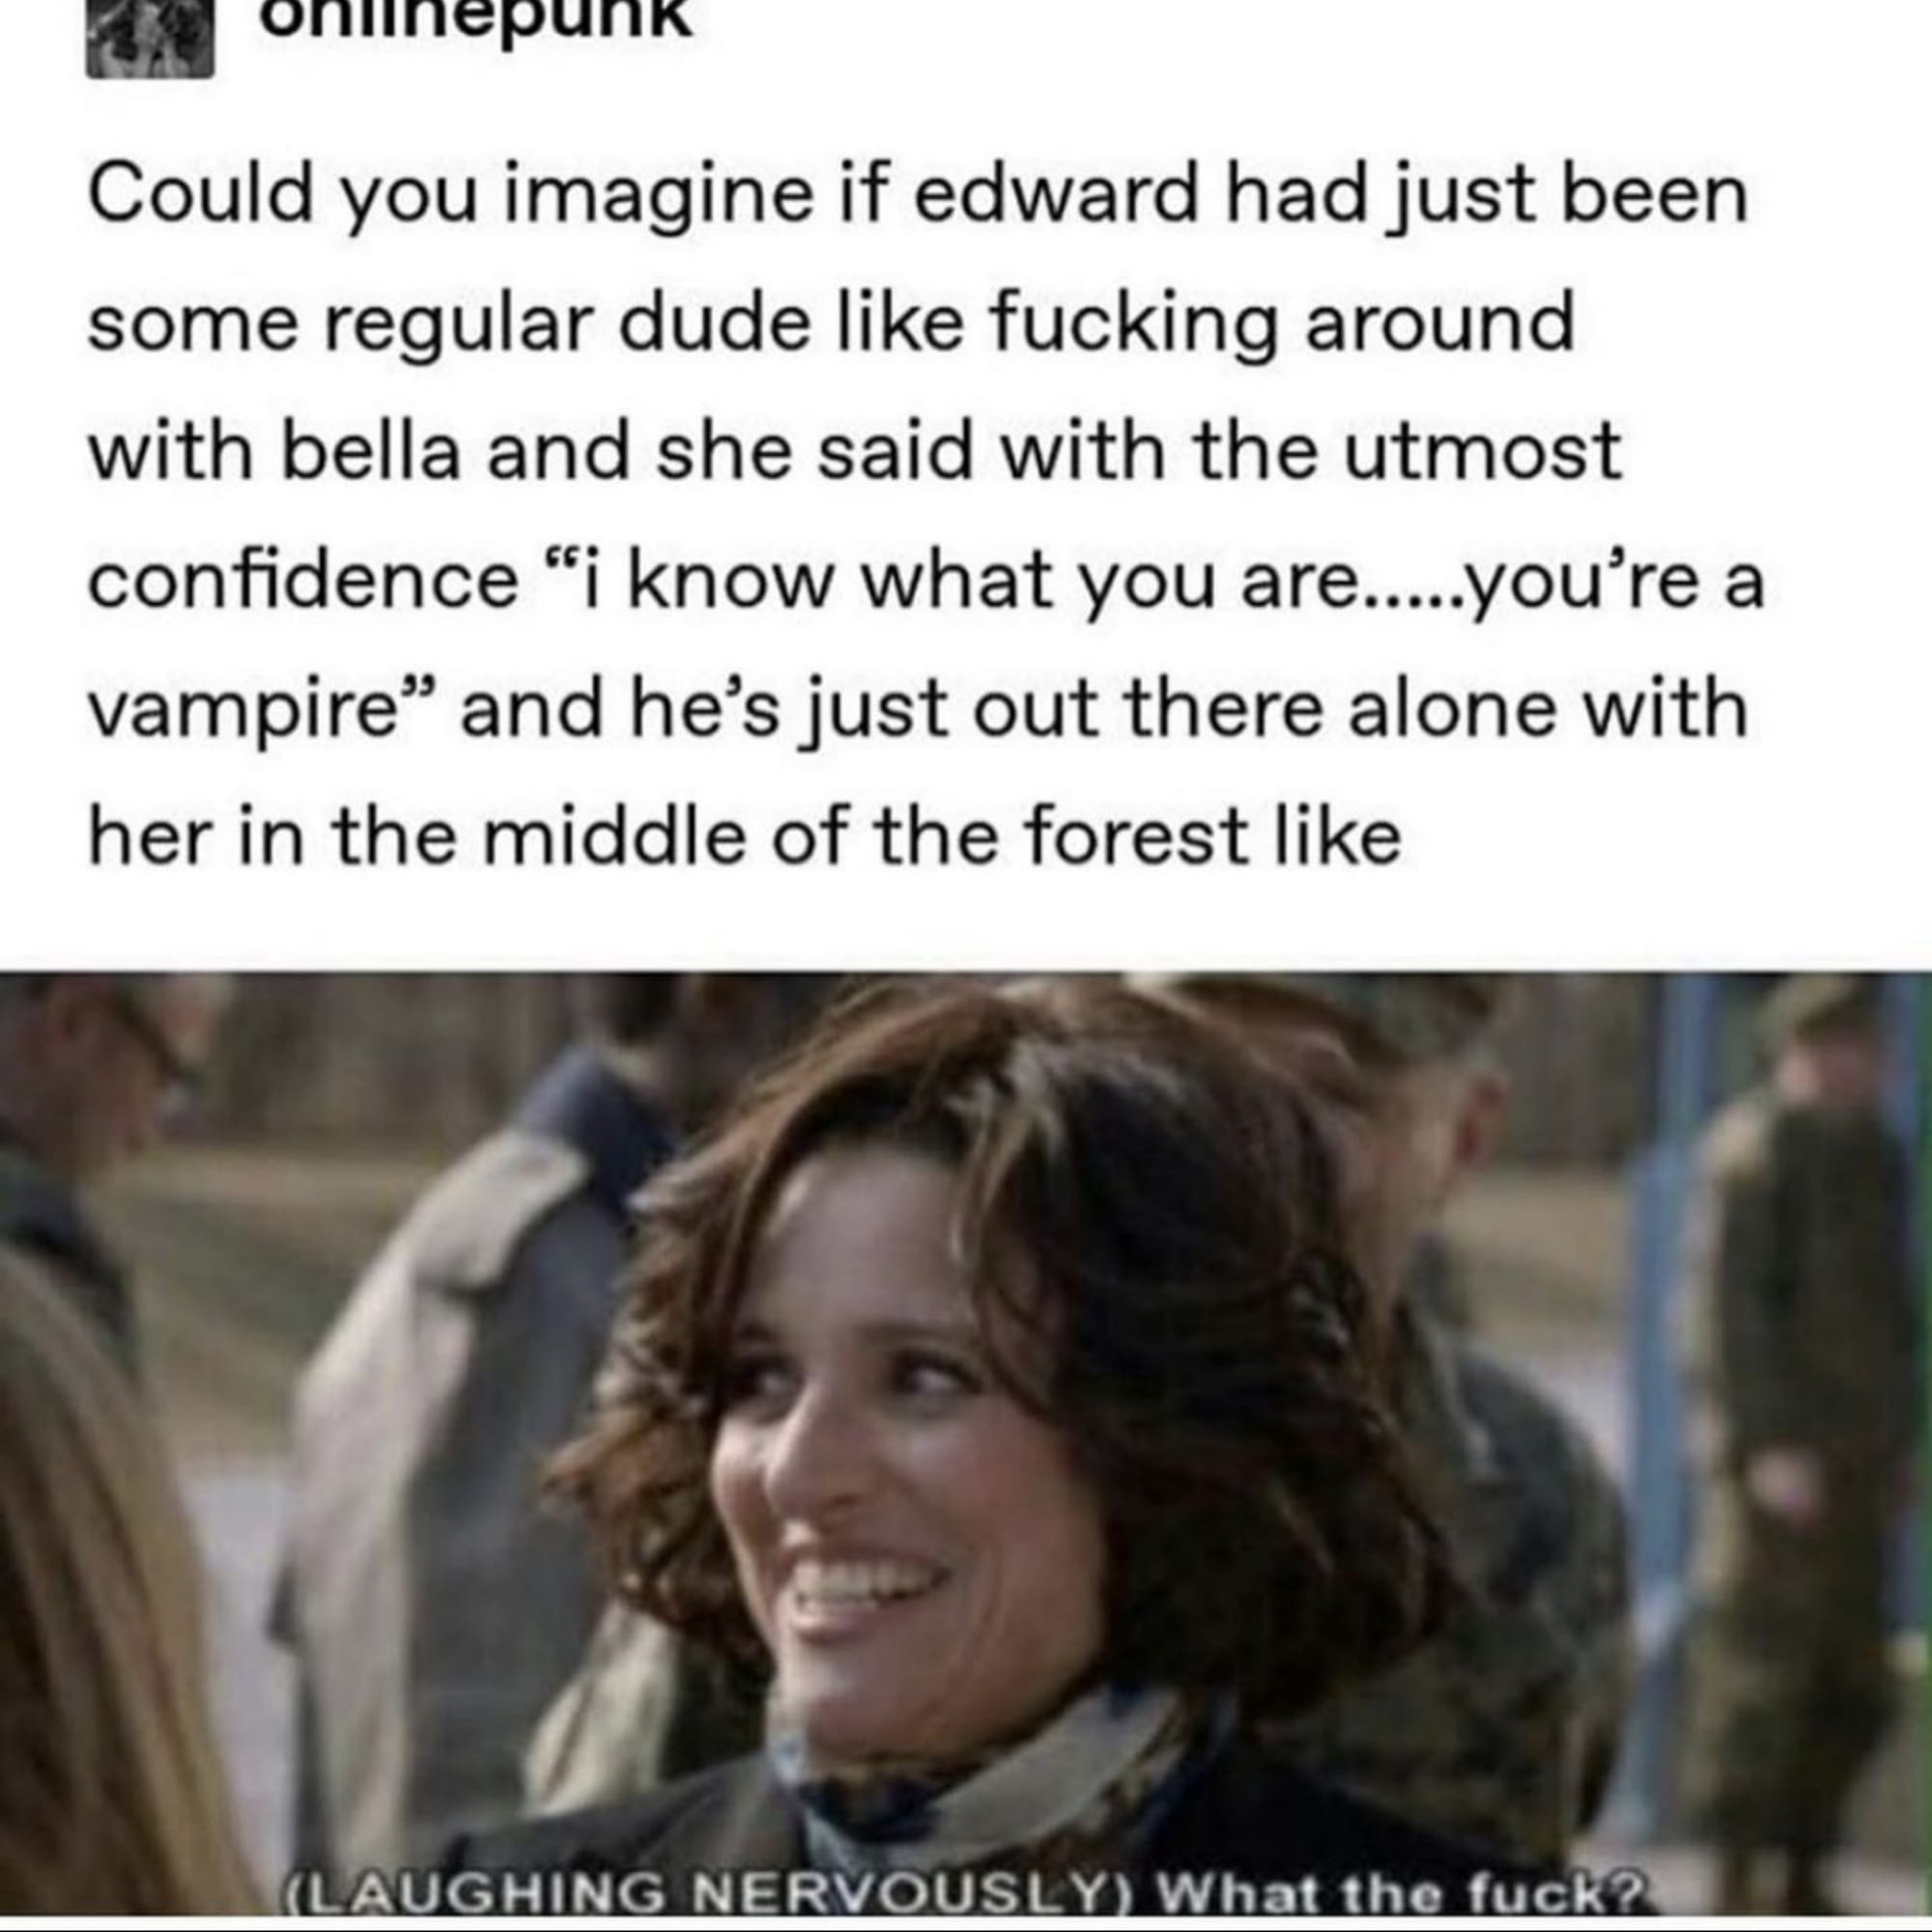 onlinepunk
Could you imagine if edward had just been
some regular dude like fucking around
with bella and she said with the utmost
confidence “i know what you are.....you’re a
vampire” and he’s just out there alone with
her in the middle of the forest like
(LAUGHING NERVOUSLY) What the fuck?